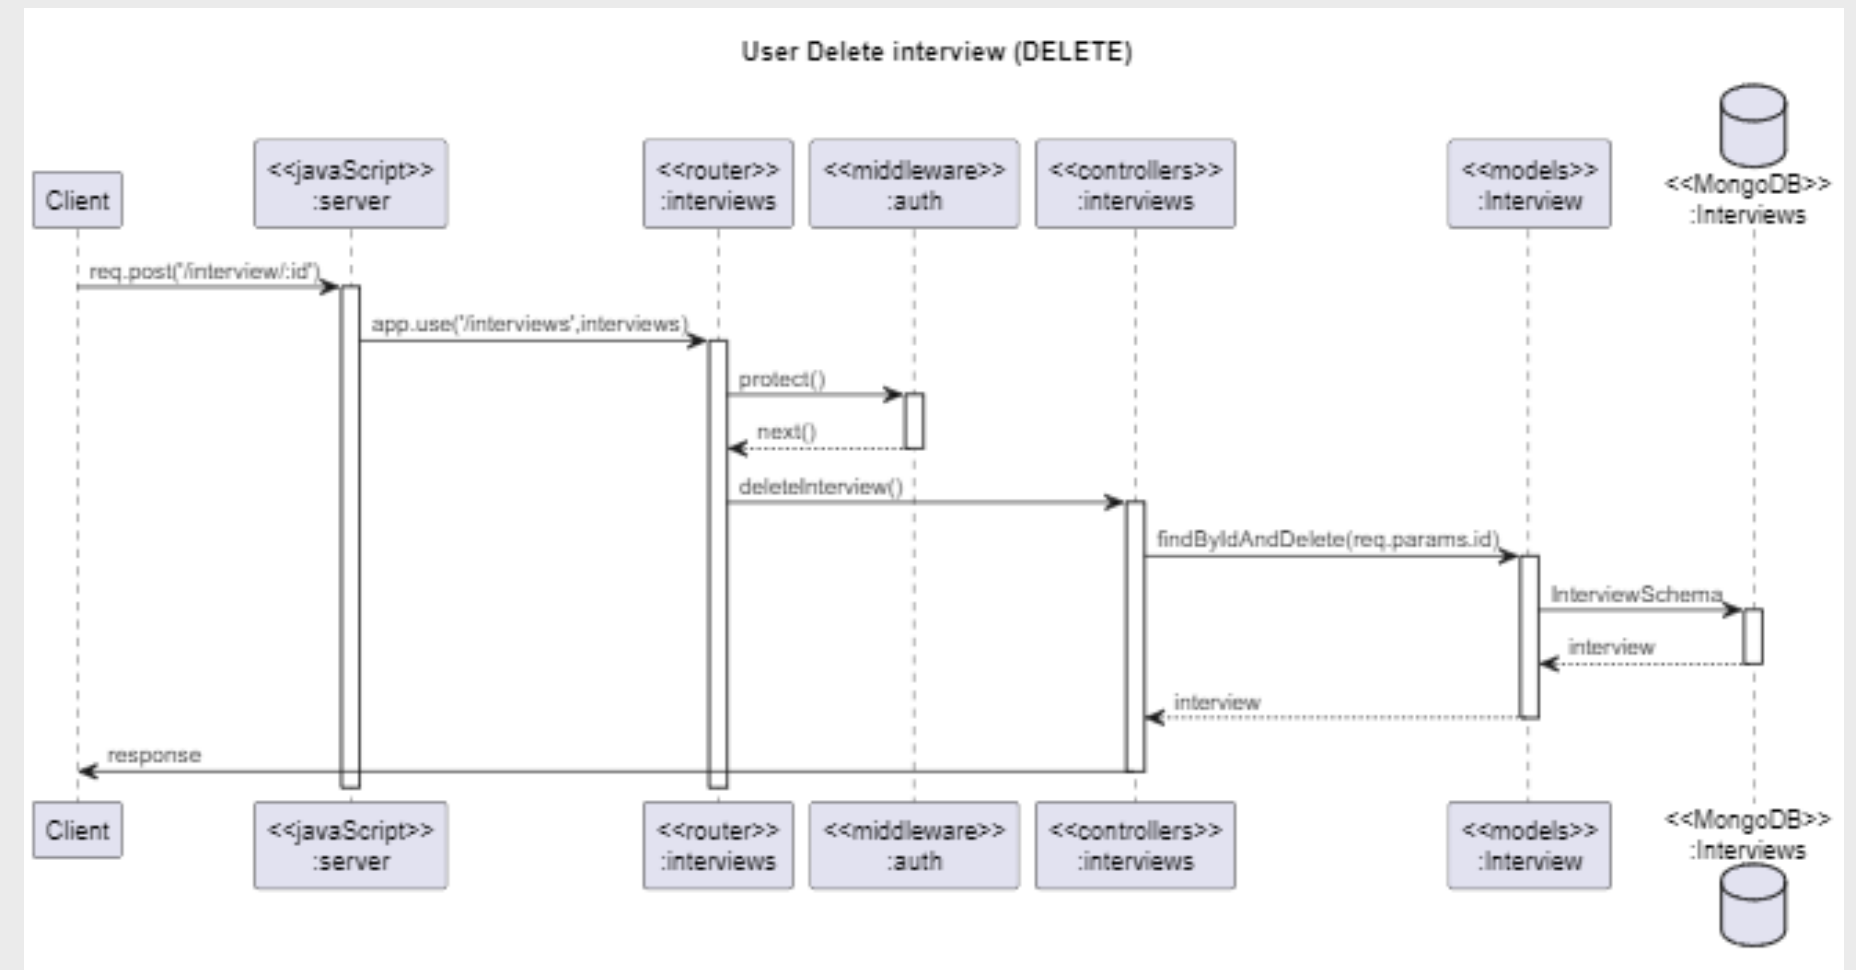 User Delete interview (DELETE)
Client
<<javaScript>>
:server
<<router>>
:interviews
<<middleware>>
:auth
<<controllers>>
:interviews
<<models>>
:Interview
<<MongoDB>>
:Interviews
req.post('/interview/:id')
app.use('/interviews',interviews)
protect()
next()
deleteInterview()
findByIdAndDelete(req.params.id)
InterviewSchema
interview
interview
response
Client
<<javaScript>>
:server
<<router>>
:interviews
<<middleware>>
:auth
<<controllers>>
:interviews
<<models>>
:Interview
<<MongoDB>>
:Interviews